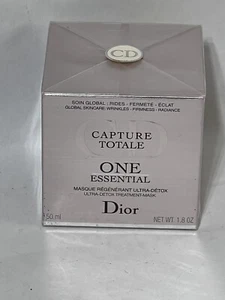 CD
SOIN GLOBAL : RIDES - FERMETÉ - ÉCLAT
GLOBAL SKINCARE: WRINKLES - FIRMNESS - RADIANCE
CAPTURE
TOTALE
ONE
ESSENTIAL
MASQUE RÉGÉNÉRANT ULTRA-DÉTOX
ULTRA-DETOX TREATMENT-MASK
Dior
50 ml NET WT. 1.8 OZ.